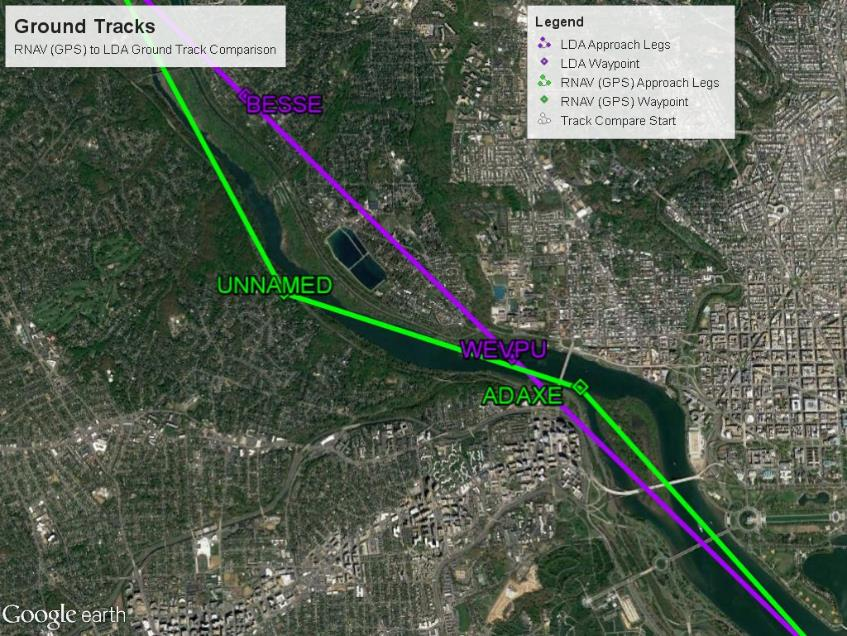 Ground Tracks
RNAV (GPS) to LDA Ground Track Comparison
Legend
LDA Approach Legs
LDA Waypoint
RNAV (GPS) Approach Legs
RNAV (GPS) Waypoint
Track Compare Start
BESSE
UNNAMED
WEVPU
ADAXE
Google earth